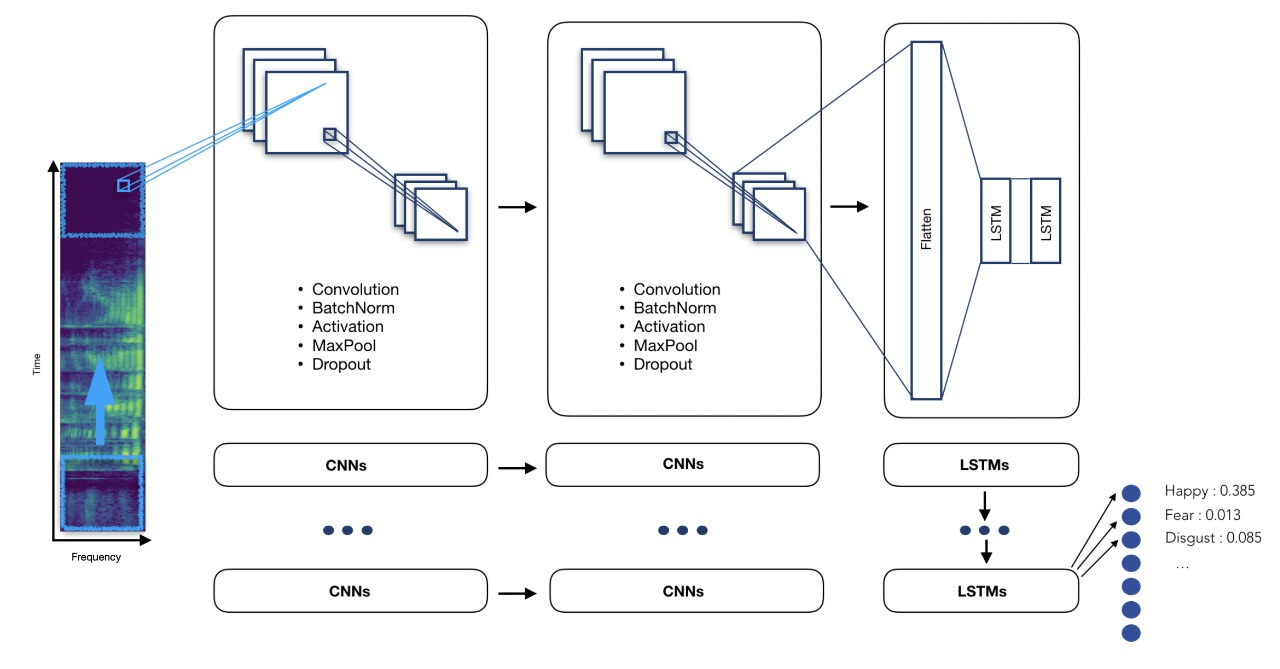 Time
Frequency
• Convolution
• BatchNorm
• Activation
• MaxPool
• Dropout
• Convolution
• BatchNorm
• Activation
• MaxPool
• Dropout
Flatten
LSTM
LSTM
CNNs
CNNs
LSTMs
CNNs
CNNs
LSTMs
Happy : 0.385
Fear : 0.013
Disgust : 0.085
...